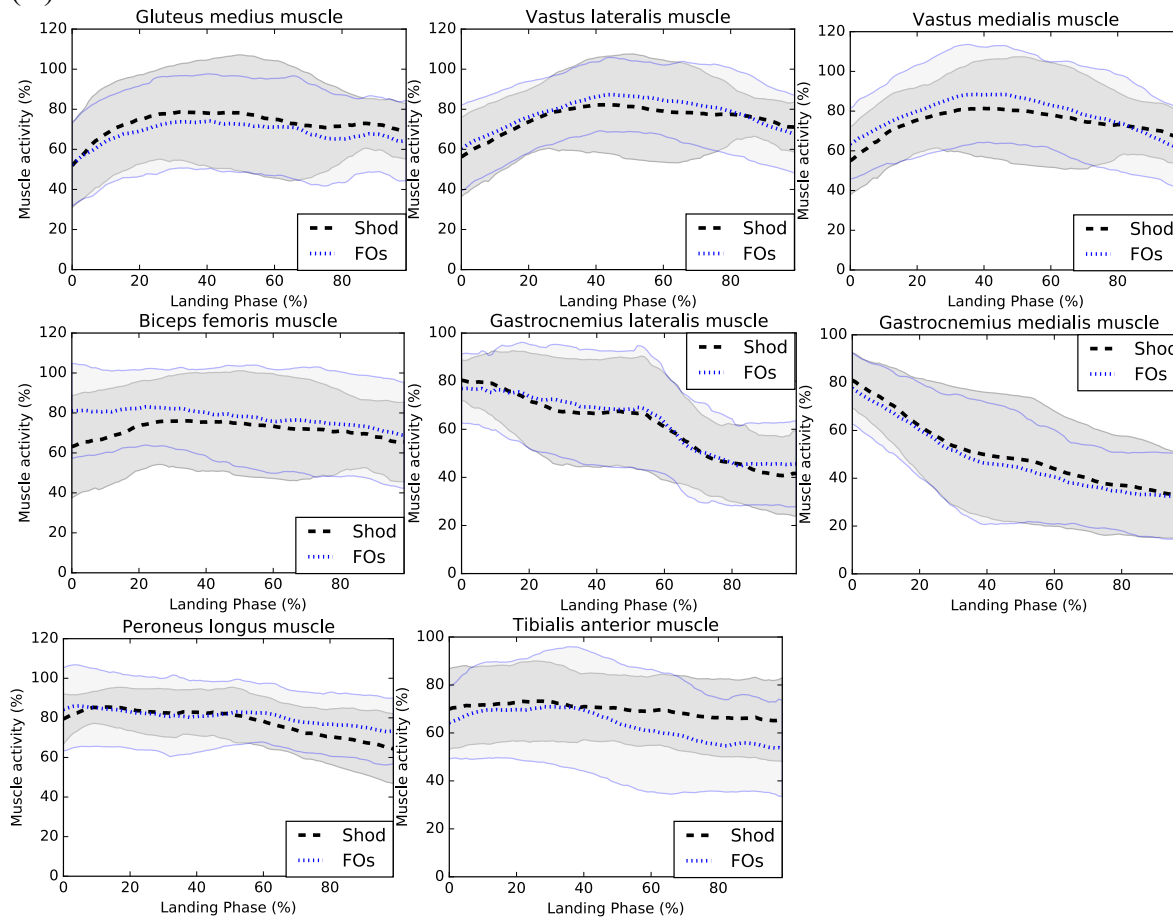 Gluteus medius muscle
Vastus lateralis muscle
Vastus medialis muscle
Muscle activity (%)
120
100
80
60
40
20
0
Shod
FOs
0 20 40 60 80
Landing Phase (%)
Muscle activity (%)
120
100
80
60
40
20
0
Shod
FOs
0 20 40 60 80
Landing Phase (%)
Muscle activity (%)
120
100
80
60
40
20
0
Shod
FOs
0 20 40 60 80
Landing Phase (%)
Biceps femoris muscle
Gastrocnemius lateralis muscle
Gastrocnemius medialis muscle
Muscle activity (%)
120
100
80
60
40
20
0
Shod
FOs
0 20 40 60 80
Landing Phase (%)
Muscle activity (%)
100
80
60
40
20
0
Shod
FOs
0 20 40 60 80
Landing Phase (%)
Muscle activity (%)
100
80
60
40
20
0
Shod
FOs
0 20 40 60 80
Landing Phase (%)
Peroneus longus muscle
Tibialis anterior muscle
Muscle activity (%)
120
100
80
60
40
20
0
Shod
FOs
0 20 40 60 80
Landing Phase (%)
Muscle activity (%)
100
80
60
40
20
0
Shod
FOs
0 20 40 60 80
Landing Phase (%)